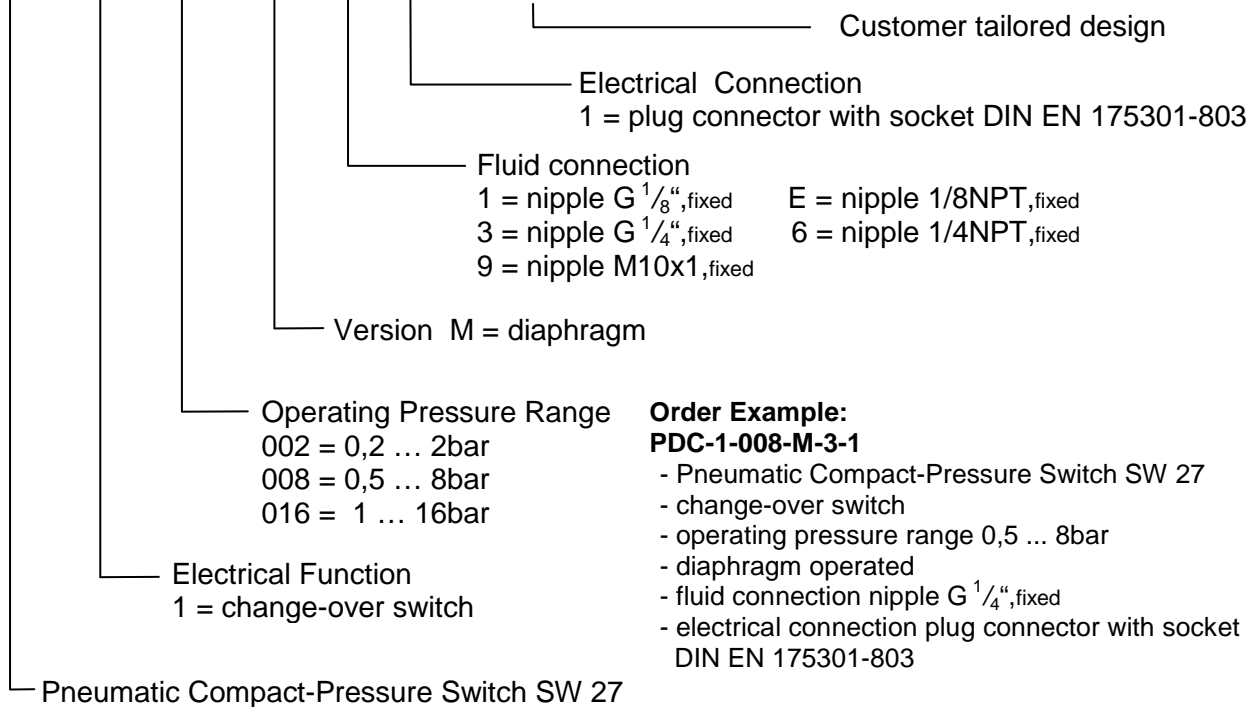 Customer tailored design
Electrical Connection
1 = plug connector with socket DIN EN 175301-803
Fluid connection
1 = nipple G 1/8“,fixed E = nipple 1/8NPT,fixed
3 = nipple G 1/4“,fixed 6 = nipple 1/4NPT,fixed
9 = nipple M10x1,fixed
Version M = diaphragm
Operating Pressure Range
002 = 0,2 … 2bar
008 = 0,5 … 8bar
016 = 1 … 16bar
Order Example:
PDC-1-008-M-3-1
- Pneumatic Compact-Pressure Switch SW 27
- change-over switch
- operating pressure range 0,5 ... 8bar
- diaphragm operated
- fluid connection nipple G 1/4“,fixed
- electrical connection plug connector with socket
DIN EN 175301-803
Electrical Function
1 = change-over switch
Pneumatic Compact-Pressure Switch SW 27